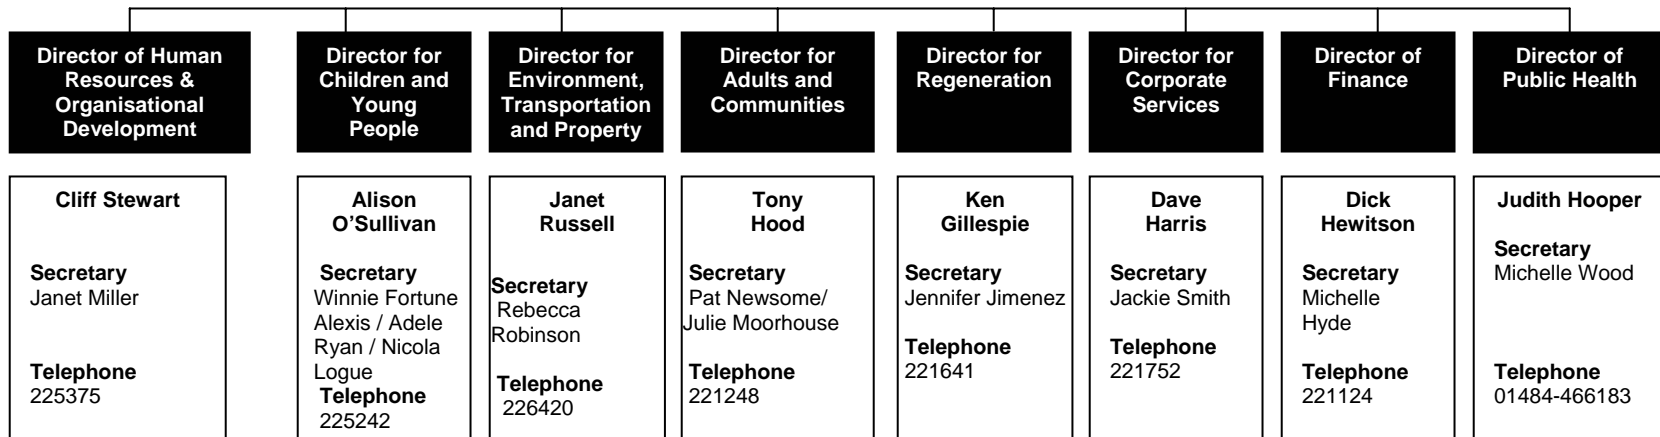 Director of Human
Resources &
Organisational
Development
Director for
Children and
Young
People
Director for
Environment,
Transportation
and Property
Director for
Adults and
Communities
Director for
Regeneration
Director for
Corporate
Services
Director of
Finance
Director of
Public Health
Cliff Stewart
Secretary
Janet Miller
Telephone
225375
Alison
O’Sullivan
Secretary
Winnie Fortune
Alexis / Adele
Ryan / Nicola
Logue
Telephone
225242
Janet
Russell
Secretary
Rebecca
Robinson
Telephone
226420
Tony
Hood
Secretary
Pat Newsome/
Julie Moorhouse
Telephone
221248
Ken
Gillespie
Secretary
Jennifer Jimenez
Telephone
221641
Dave
Harris
Secretary
Jackie Smith
Telephone
221752
Dick
Hewitson
Secretary
Michelle
Hyde
Telephone
221124
Judith Hooper
Secretary
Michelle Wood
Telephone
01484-466183